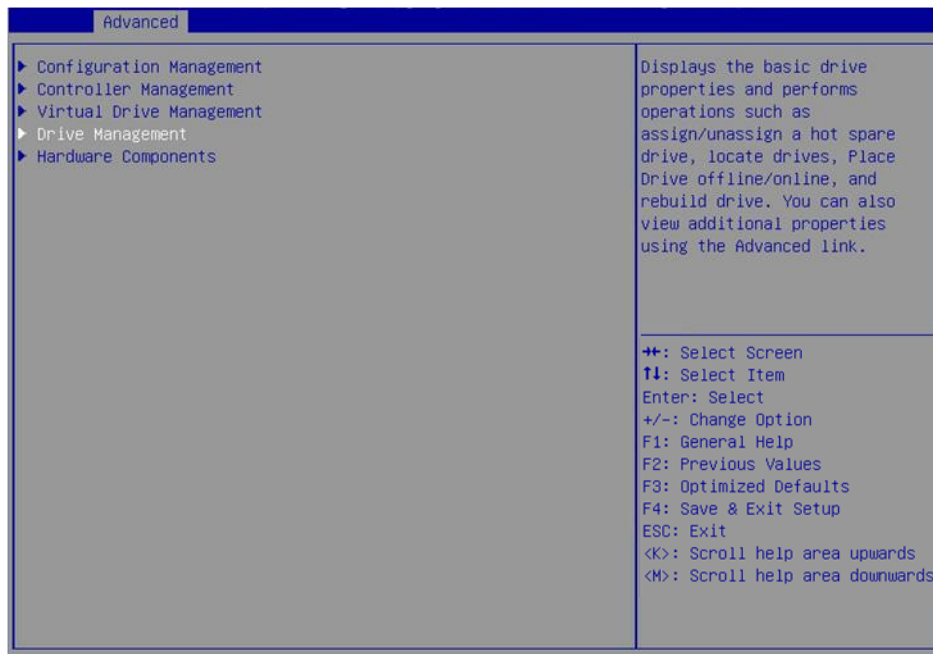 Advanced
Configuration Management
Controller Management
Virtual Drive Management
Drive Management
Hardware Components
Displays the basic drive
properties and performs
operations such as
assign/unassign a hot spare
drive, locate drives, Place
Drive offline/online, and
rebuild drive. You can also
view additional properties
using the Advanced link.
→←: Select Screen
↑↓: Select Item
Enter: Select
+/-: Change Option
F1: General Help
F2: Previous Values
F3: Optimized Defaults
F4: Save & Exit Setup
ESC: Exit
<K>: Scroll help area upwards
<M>: Scroll help area downwards